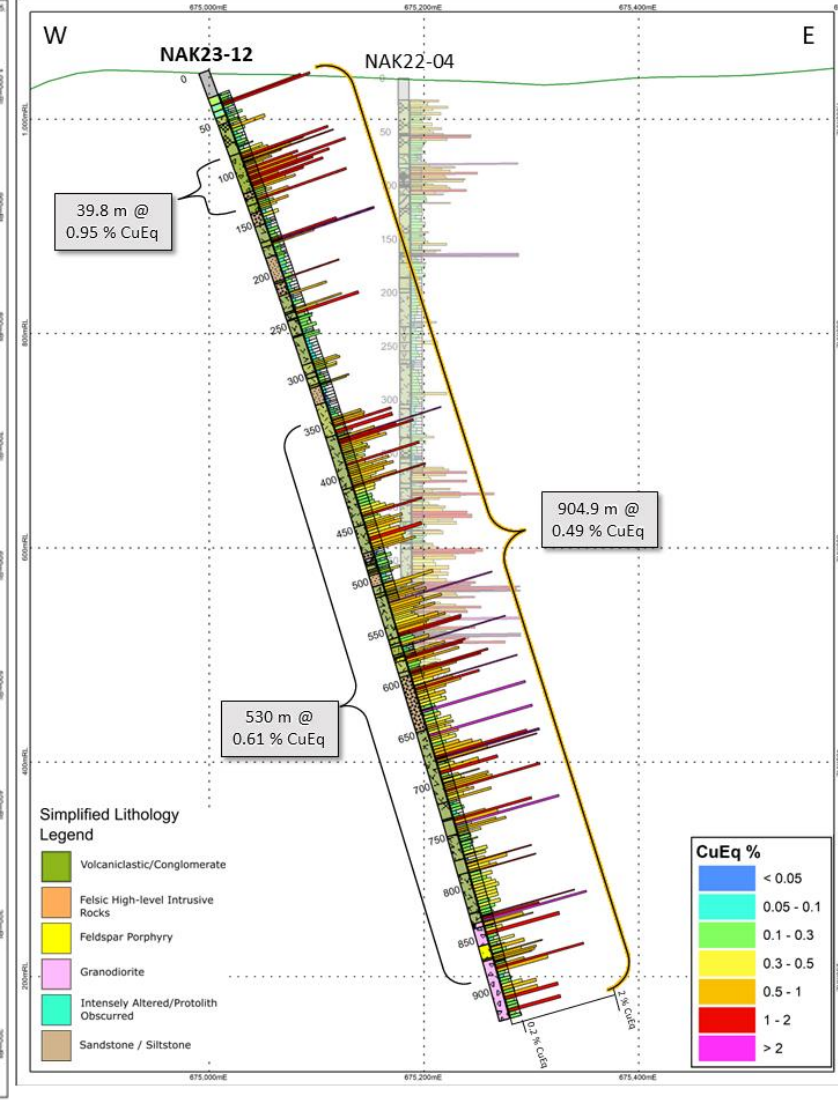 675,000mE
675,200mE
675,400mE
W
E
NAK23-12
NAK22-04
0
50
100
150
200
250
300
350
400
450
500
550
600
650
700
750
800
850
900
0
50
150
200
250
300
1,000mRL
800mRL
600mRL
400mRL
200mRL
39.8 m @
0.95 % CuEq
904.9 m @
0.49 % CuEq
530 m @
0.61 % CuEq
0.2 % CuEq
2 % CuEq
Simplified Lithology
Legend
Volcaniclastic/Conglomerate
Felsic High-level Intrusive
Rocks
Feldspar Porphyry
Granodiorite
Intensely Altered/Protolith
Obscurred
Sandstone / Siltstone
CuEq %
< 0.05
0.05 - 0.1
0.1 - 0.3
0.3 - 0.5
0.5 - 1
1 - 2
> 2
675,000mE
675,200mE
675,400mE